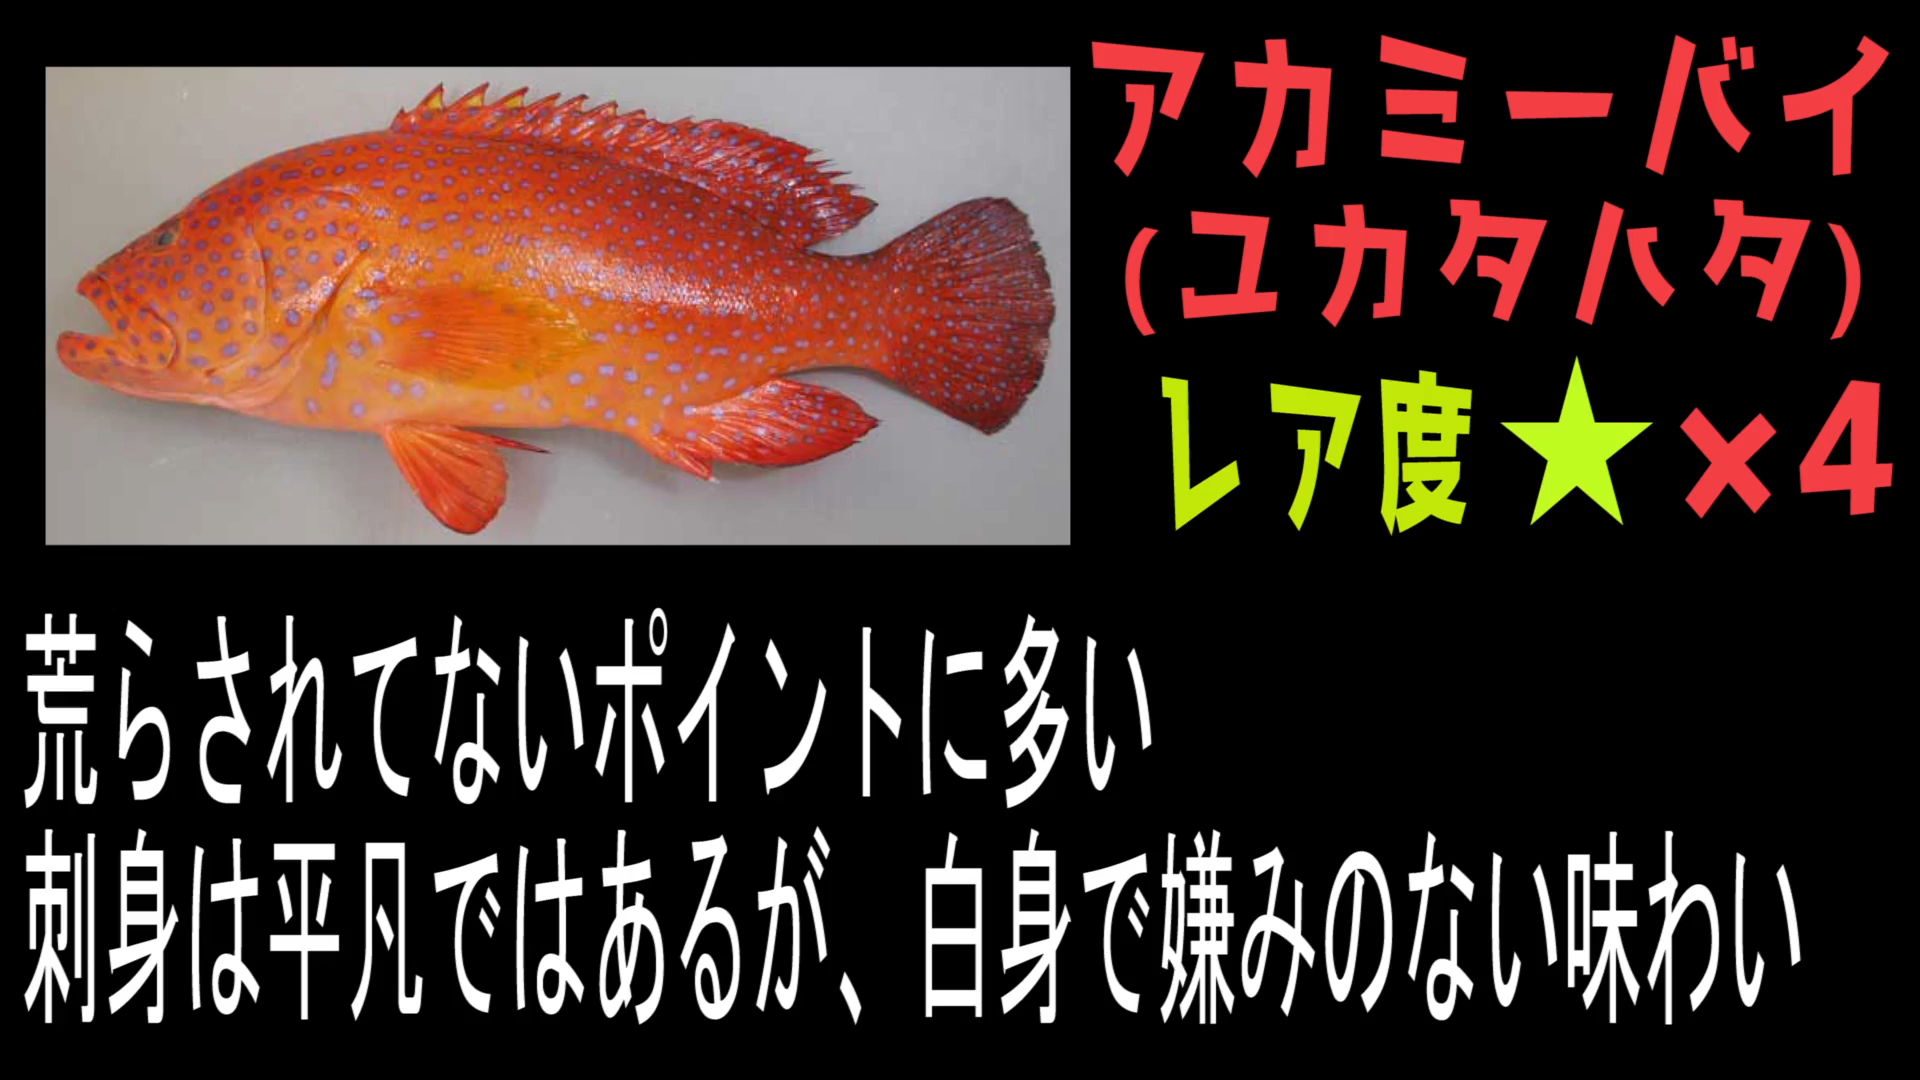 アカミーバイ
(ユカタハタ)
レア度★×4
荒らされてないポイントに多い
刺身は平凡ではあるが、白身で嫌みのない味わい